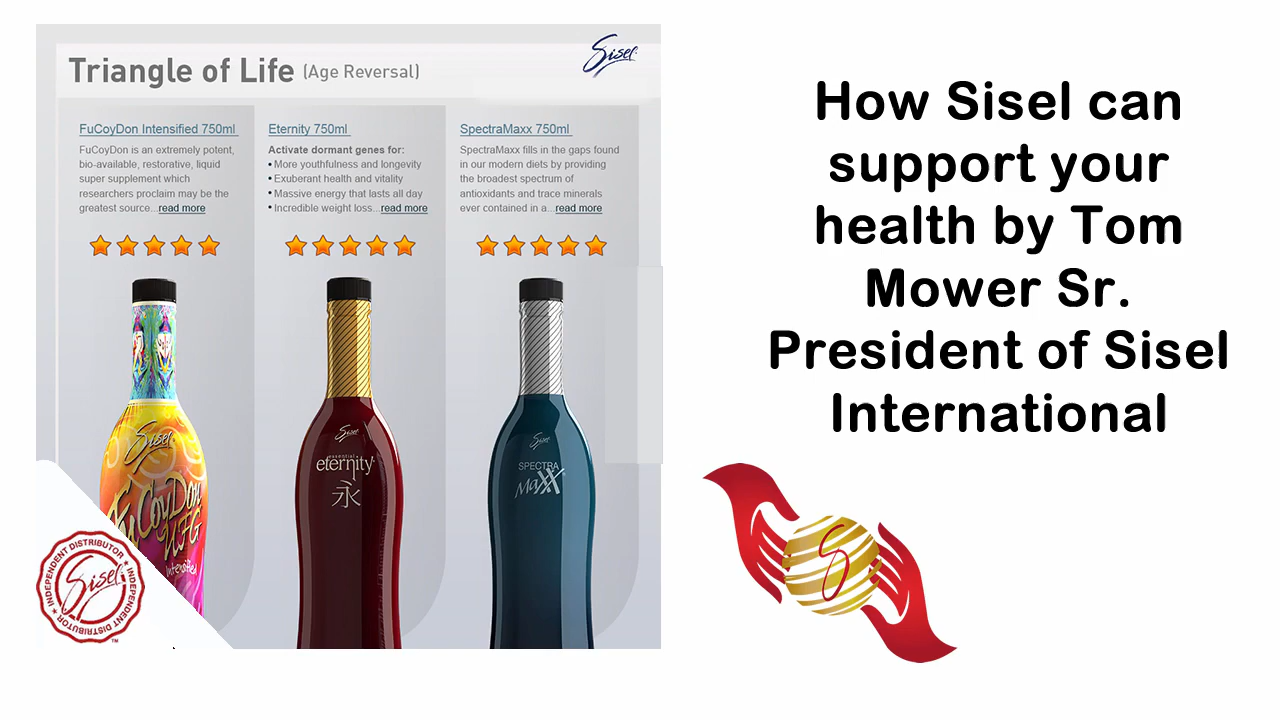 Triangle of Life (Age Reversal)
Sisel
FuCoyDon Intensified 750ml
FuCoyDon is an extremely potent,
bio-available, restorative, liquid
super supplement which
researchers proclaim may be the
greatest source...read more
Eternity 750ml
Activate dormant genes for:
• More youthfulness and longevity
• Exuberant health and vitality
• Massive energy that lasts all day
• Incredible weight loss...read more
SpectraMaxx 750ml
SpectraMaxx fills in the gaps found
in our modern diets by providing
the broadest spectrum of
antioxidants and trace minerals
ever contained in a...read more
Sisel
FuCoyDon
NFG
Intensified
Sisel
essential
eternity
永
Sisel
SPECTRA
MaXX
INDEPENDENT DISTRIBUTOR
Sisel
INDEPENDENT DISTRIBUTOR
TM
How Sisel can
support your
health by Tom
Mower Sr.
President of Sisel
International
S